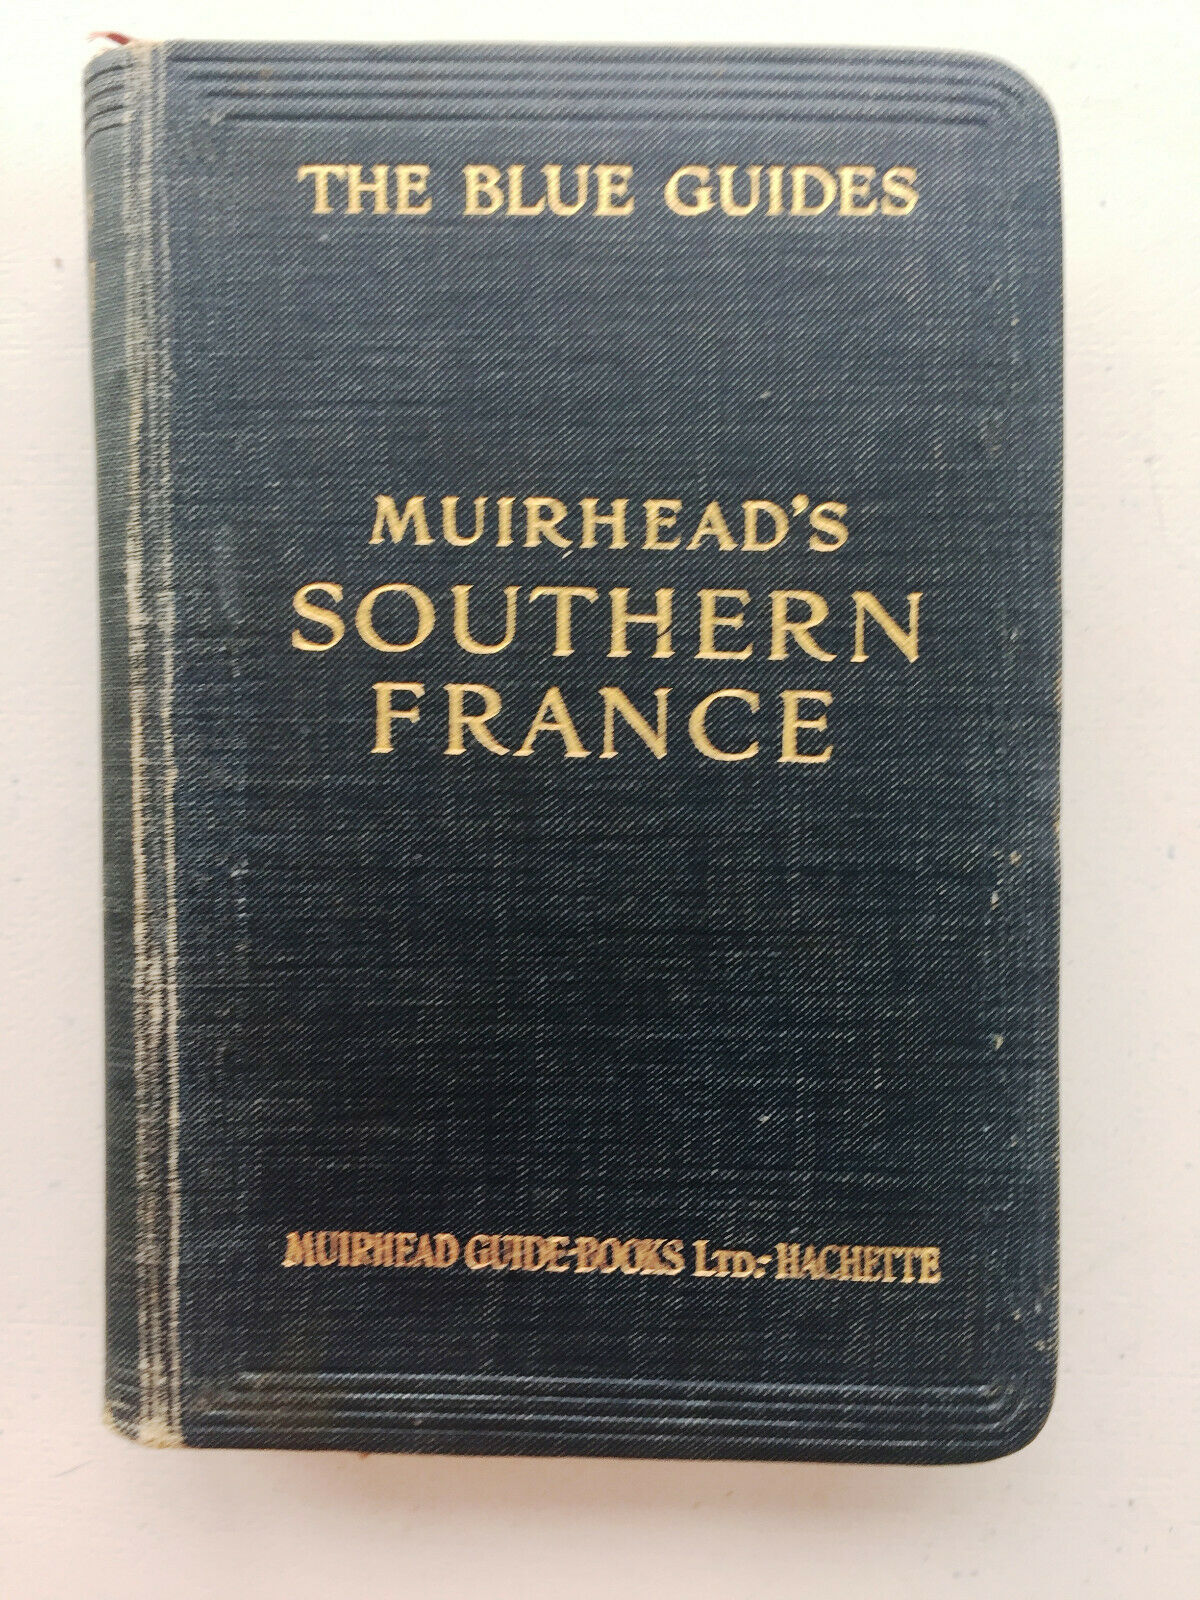 THE BLUE GUIDES
MUIRHEAD'S
SOUTHERN
FRANCE
MUIRHEAD GUIDE-BOOKS LTD.-HACHETTE